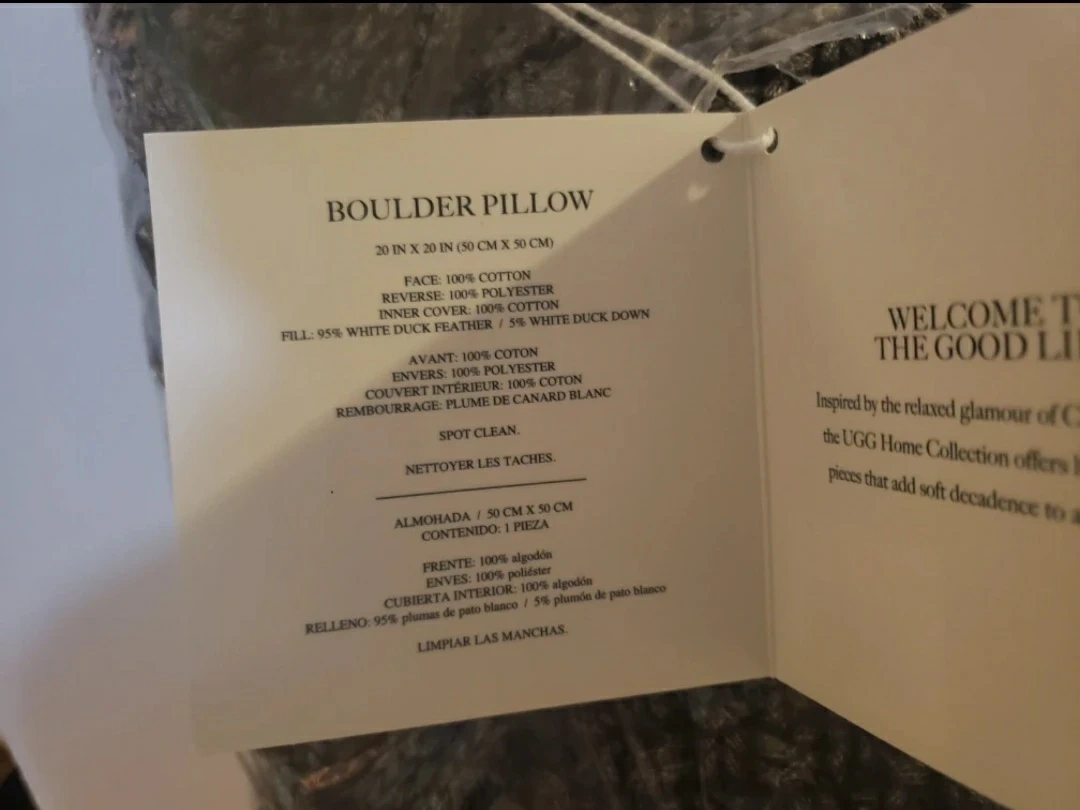 BOULDER PILLOW
20 IN X 20 IN (50 CM X 50 CM)
FACE: 100% COTTON
REVERSE: 100% POLYESTER
INNER COVER: 100% COTTON
FILL: 95% WHITE DUCK FEATHER / 5% WHITE DUCK DOWN
AVANT: 100% COTON
ENVERS: 100% POLYESTER
COUVERT INTÉRIEUR: 100% COTON
REMBOURRAGE: PLUME DE CANARD BLANC
SPOT CLEAN.
NETTOYER LES TACHES.
ALMOHADA / 50 CM X 50 CM
CONTENIDO: 1 PIEZA
FRENTE: 100% algodón
ENVES: 100% poliéster
CUBIERTA INTERIOR: 100% algodón
RELLENO: 95% plumas de pato blanco / 5% plumón de pato blanco
LIMPIAR LAS MANCHAS.
WELCOME
THE GOOD
Inspired by the relaxed glamour of
the UGG Home Collection offers
pieces that add soft decadence to